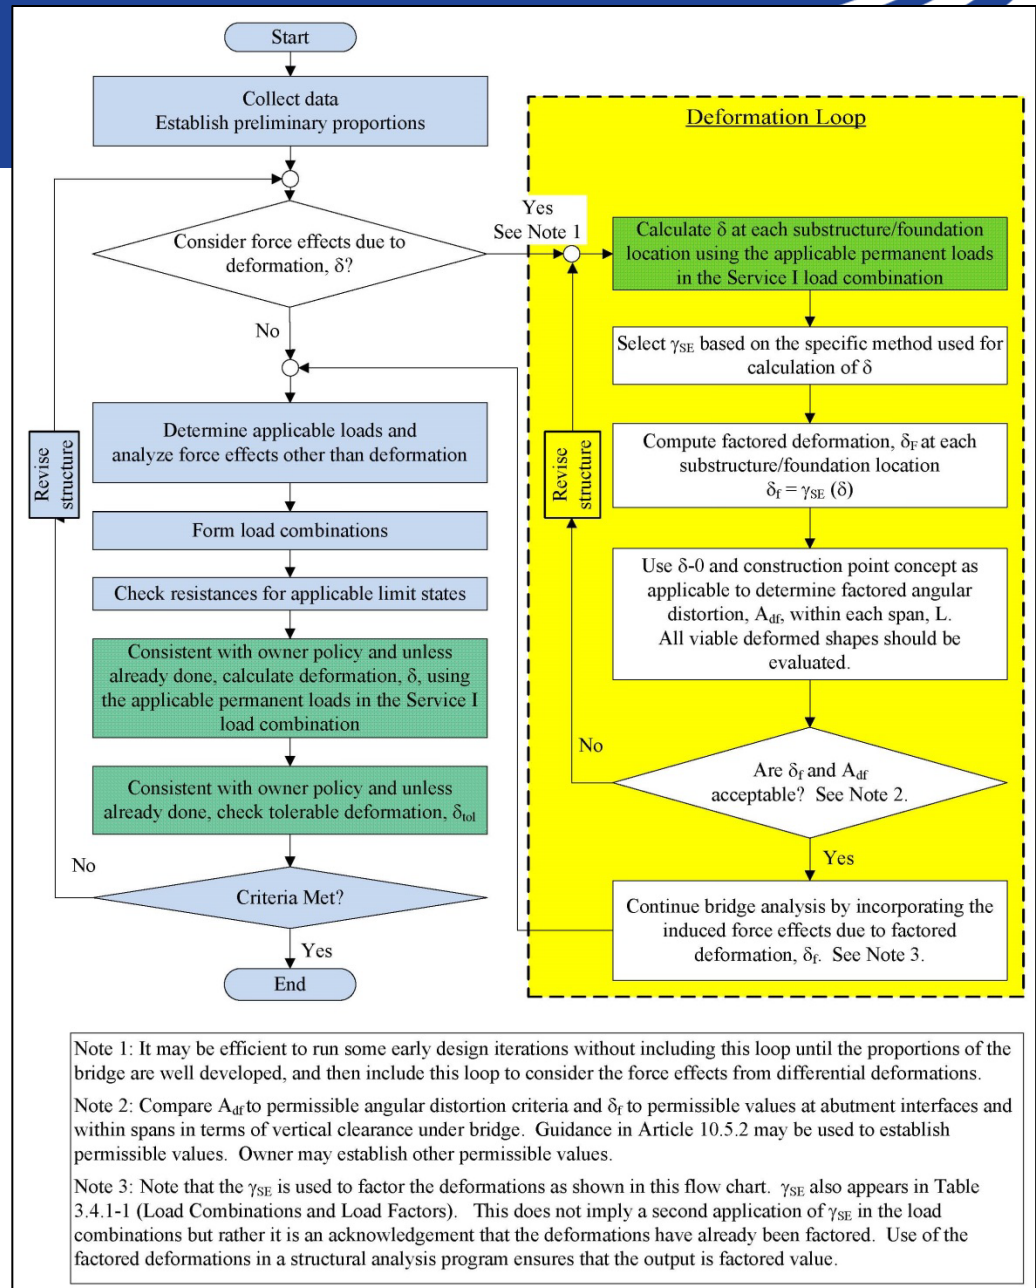 Start
Collect data
Establish preliminary proportions
Consider force effects due to
deformation, δ?
Yes
See Note 1
No
Determine applicable loads and
analyze force effects other than deformation
Form load combinations
Check resistances for applicable limit states
Consistent with owner policy and unless
already done, calculate deformation, δ, using
the applicable permanent loads in the Service I
load combination
Consistent with owner policy and unless
already done, check tolerable deformation, δtol
Criteria Met?
No
Yes
End
Revise
structure
Deformation Loop
Calculate δ at each substructure/foundation
location using the applicable permanent loads
in the Service I load combination
Select γSE based on the specific method used for
calculation of δ
Compute factored deformation, δF at each
substructure/foundation location
δf = γSE (δ)
Use δ-0 and construction point concept as
applicable to determine factored angular
distortion, Adf, within each span, L.
All viable deformed shapes should be
evaluated.
Are δf and Adf
acceptable? See Note 2.
No
Revise
structure
Yes
Continue bridge analysis by incorporating the
induced force effects due to factored
deformation, δf. See Note 3.
Note 1: It may be efficient to run some early design iterations without including this loop until the proportions of the
bridge are well developed, and then include this loop to consider the force effects from differential deformations.
Note 2: Compare Adf to permissible angular distortion criteria and δf to permissible values at abutment interfaces and
within spans in terms of vertical clearance under bridge. Guidance in Article 10.5.2 may be used to establish
permissible values. Owner may establish other permissible values.
Note 3: Note that the γSE is used to factor the deformations as shown in this flow chart. γSE also appears in Table
3.4.1-1 (Load Combinations and Load Factors). This does not imply a second application of γSE in the load
combinations but rather it is an acknowledgement that the deformations have already been factored. Use of the
factored deformations in a structural analysis program ensures that the output is factored value.